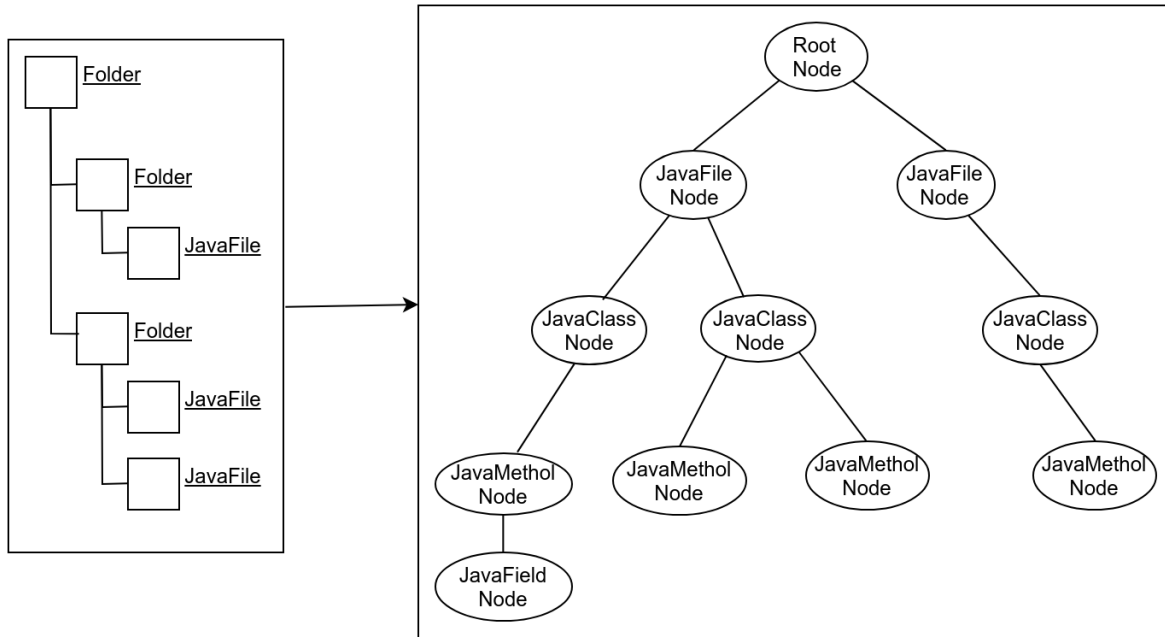 Folder
Folder
JavaFile
Folder
JavaFile
JavaFile
Root
Node
JavaFile
Node
JavaFile
Node
JavaClass
Node
JavaClass
Node
JavaClass
Node
JavaMethol
Node
JavaMethol
Node
JavaMethol
Node
JavaMethol
Node
JavaField
Node